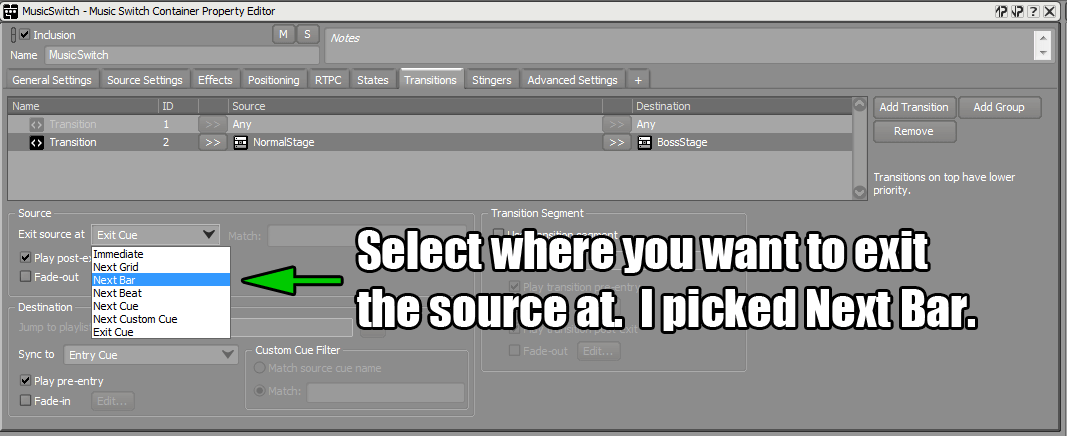 MusicSwitch - Music Switch Container Property Editor
Inclusion
M S
Notes
Name MusicSwitch
General Settings Source Settings Effects Positioning RTPC States Transitions Stingers Advanced Settings +
Name ID Source Destination
Transition 1 >> Any >> Any
Transition 2 >> NormalStage >> BossStage
Add Transition Add Group
Remove
Transitions on top have lower
priority.
Source
Exit source at Exit Cue Match:
Play post-e
Fade-out
Immediate
Next Grid
Next Bar
Next Beat
Next Cue
Next Custom Cue
Exit Cue
Transition Segment
Select where you want to exit
the source at. I picked Next Bar.
Play transition pre-entry
Fade-out Edit...
Destination
Jump to playlis
Sync to Entry Cue
Play pre-entry
Fade-in Edit...
Custom Cue Filter
Match source cue name
Match: